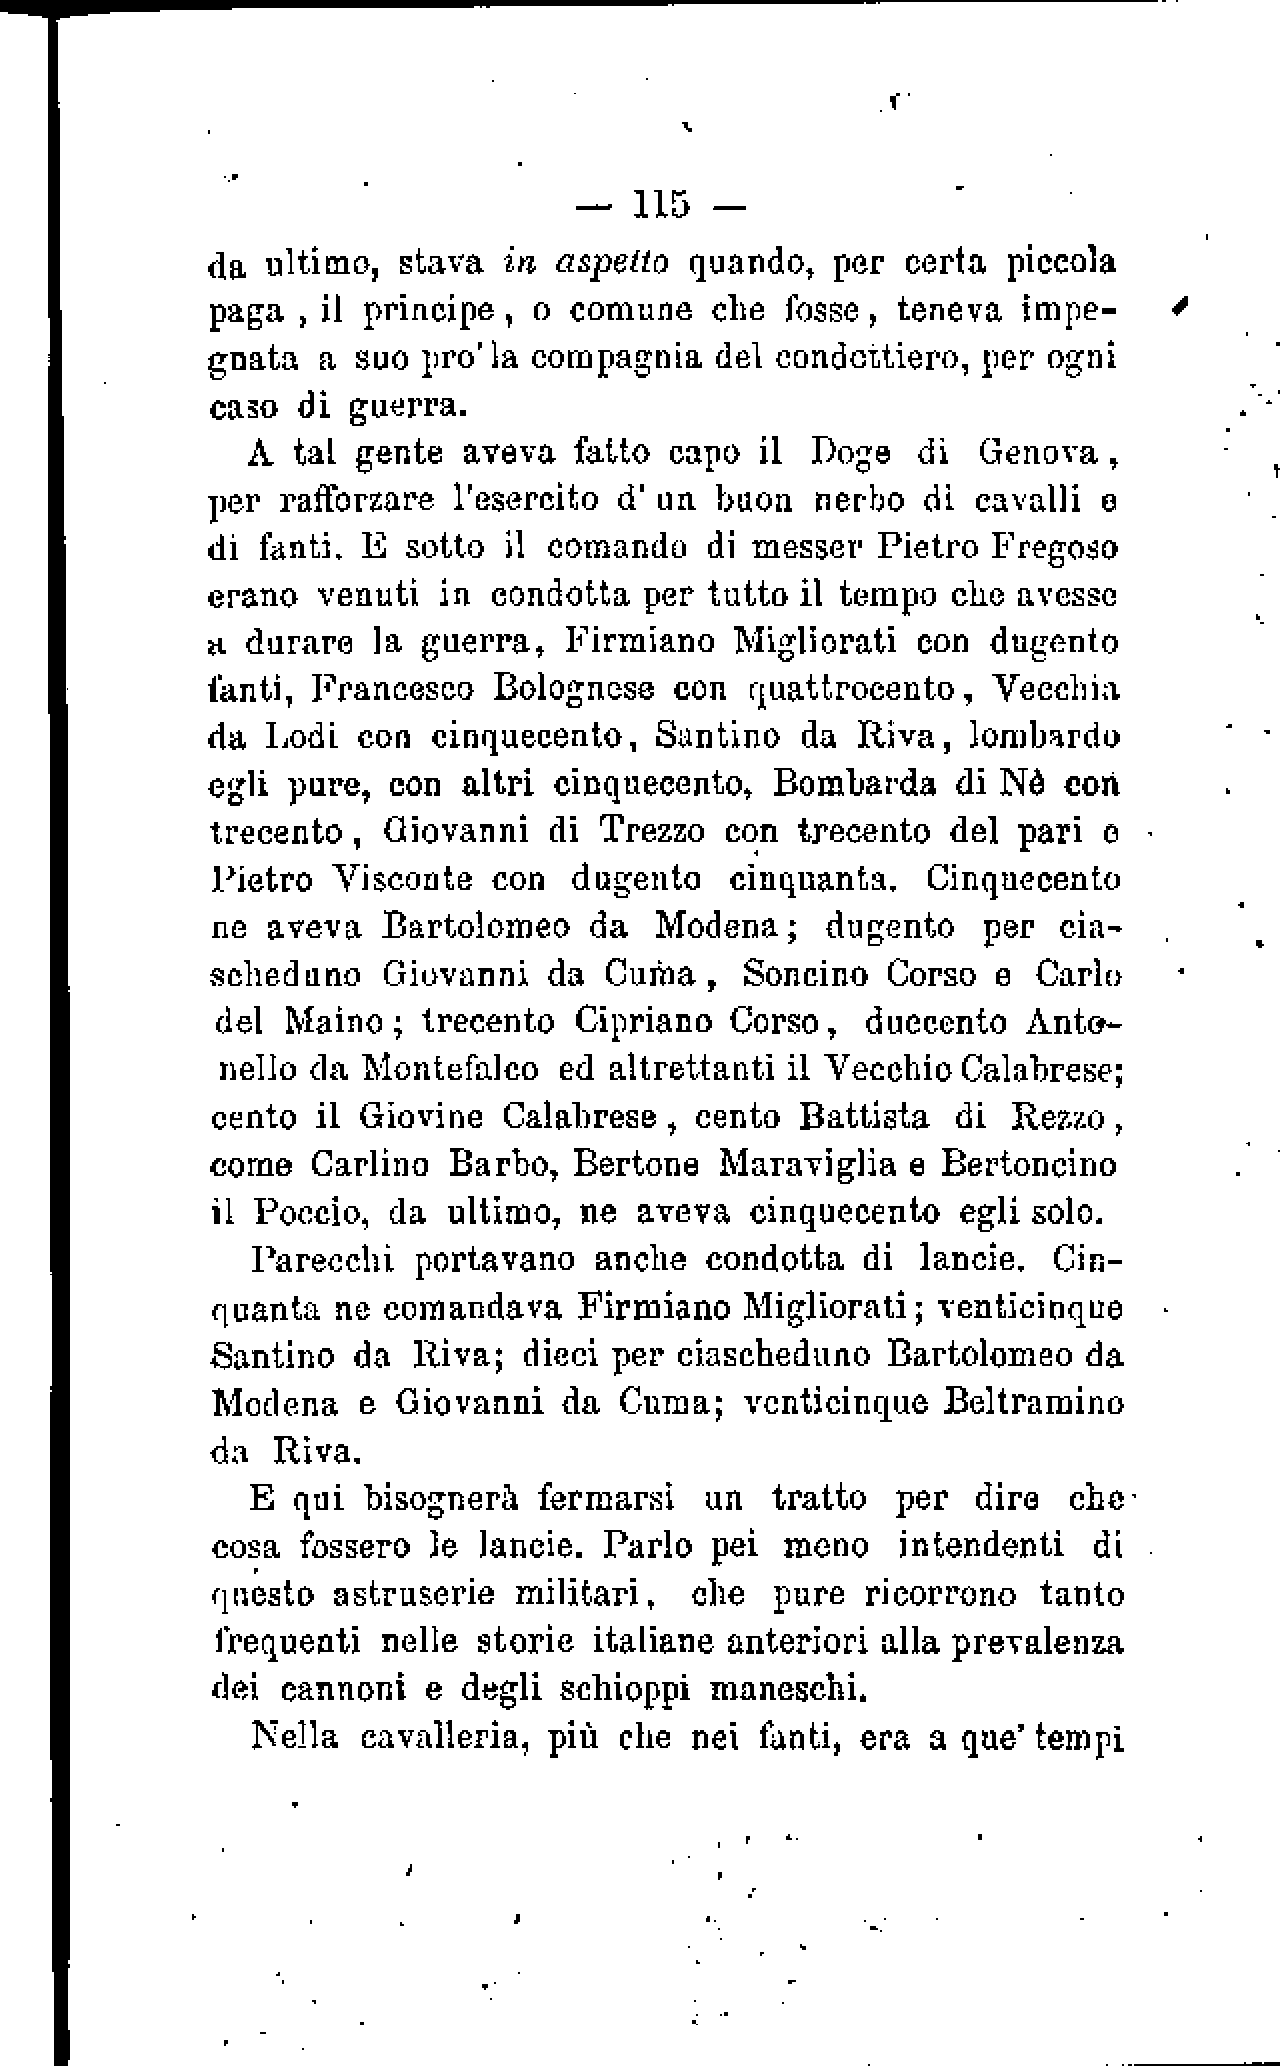 — 115 —
da ultimo, stava in aspetto quando, per certa piccola
paga , il principe , o comune che fosse , teneva impe-
gnata a suo pro' la compagnia del condottiero, per ogni
caso di guerra.
A tal gente aveva fatto capo il Doge di Genova ,
per rafforzare l'esercito d' un buon nerbo di cavalli e
di fanti. E sotto il comando di messer Pietro Fregoso
erano venuti in condotta per tutto il tempo che avesse
a durare la guerra, Firmiano Migliorati con dugento
fanti, Francesco Bolognese con quattrocento , Vecchia
da Lodi con cinquecento, Santino da Riva, lombardo
egli pure, con altri cinquecento, Bombarda di Nè con
trecento , Giovanni di Trezzo con trecento del pari e
Pietro Visconte con dugento cinquanta. Cinquecento
ne aveva Bartolomeo da Modena ; dugento per cia-
scheduno Giovanni da Cuma , Soncino Corso e Carlo
del Maino ; trecento Cipriano Corso, duecento Anto-
nello da Montefalco ed altrettanti il Vecchio Calabrese;
cento il Giovine Calabrese , cento Battista di Rezzo ,
come Carlino Barbo, Bertone Maraviglia e Bertoncino
il Poccio, da ultimo, ne aveva cinquecento egli solo.
Parecchi portavano anche condotta di lancie. Cin-
quanta ne comandava Firmiano Migliorati ; venticinque
Santino da Riva; dieci per ciascheduno Bartolomeo da
Modena e Giovanni da Cuma; venticinque Beltramino
da Riva.
E qui bisognerà fermarsi un tratto per dire che
cosa fossero le lancie. Parlo pei meno intendenti di
questo astruserie militari, che pure ricorrono tanto
frequenti nelle storie italiane anteriori alla prevalenza
dei cannoni e degli schioppi maneschi.
Nella cavalleria, più che nei fanti, era a que' tempi